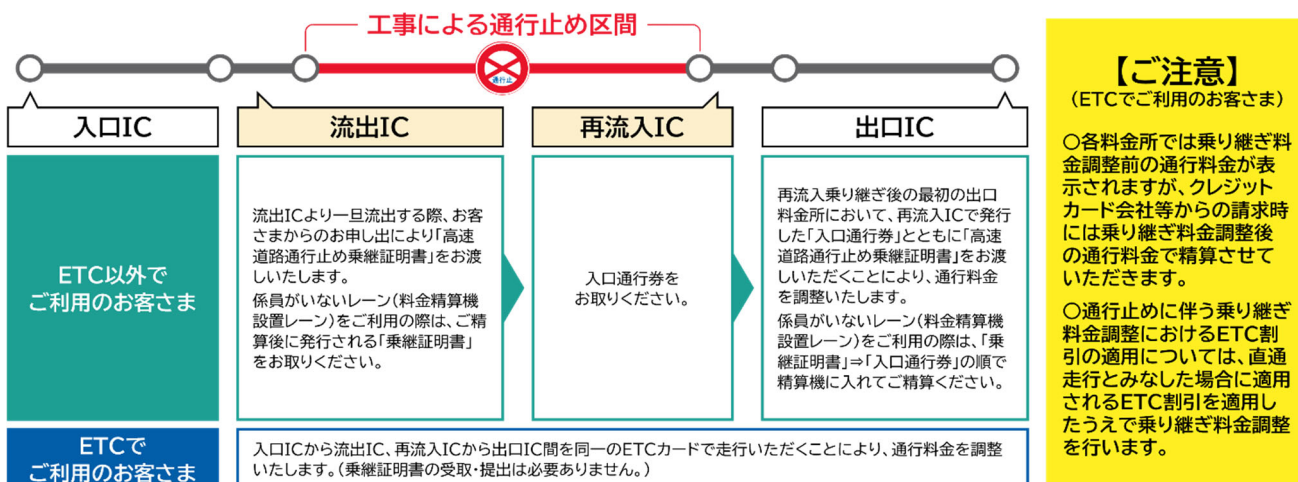 工事による通行止め区間
通行止
入口IC
流出IC
再流入IC
出口IC
ETC以外で
ご利用のお客さま
流出ICより一旦流出する際、お客
さまからのお申し出により「高速
道路通行止め乗継証明書」をお渡
しいたします。
係員がいないレーン(料金精算機
設置レーン)をご利用の際は、ご精
算後に発行される「乗継証明書」
をお取りください。
入口通行券を
お取りください。
再流入乗り継ぎ後の最初の出口
料金所において、再流入ICで発行
した「入口通行券」とともに「高速
道路通行止め乗継証明書」をお渡
しいただくことにより、通行料金
を調整いたします。
係員がいないレーン(料金精算機
設置レーン)をご利用の際は、「乗
継証明書」⇒「入口通行券」の順で
精算機に入れてご精算ください。
ETCで
ご利用のお客さま
入口ICから流出IC、再流入ICから出口IC間を同一のETCカードで走行いただくことにより、通行料金を調整
いたします。(乗継証明書の受取・提出は必要ありません。)
【ご注意】
(ETCでご利用のお客さま)
○各料金所では乗り継ぎ料
金調整前の通行料金が表
示されますが、クレジット
カード会社等からの請求時
には乗り継ぎ料金調整後
の通行料金で精算させて
いただきます。
○通行止めに伴う乗り継ぎ
料金調整におけるETC割
引の適用については、直通
走行とみなした場合に適用
されるETC割引を適用し
たうえで乗り継ぎ料金調整
を行います。